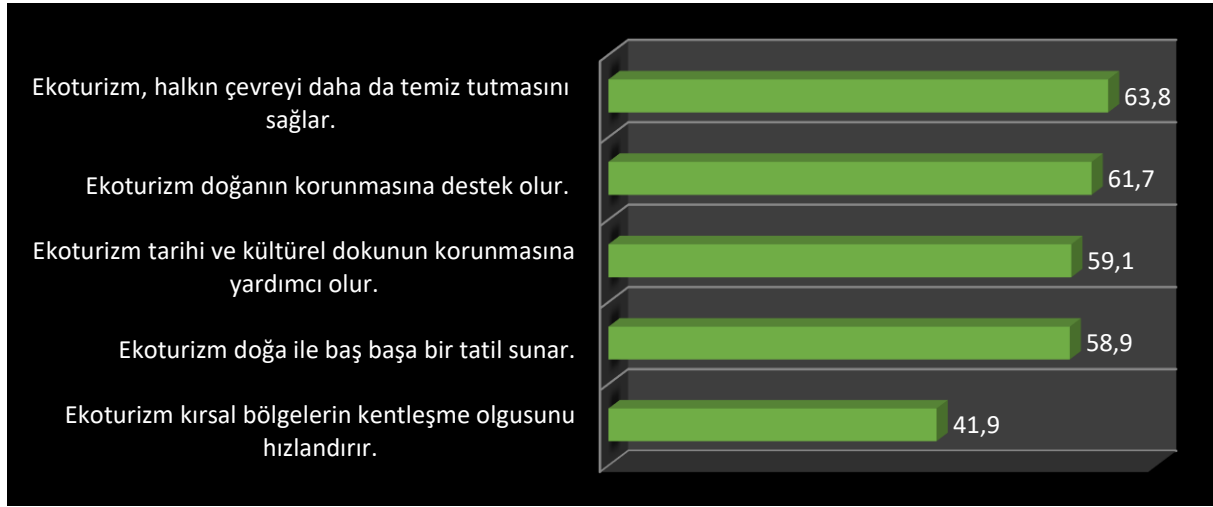 Ekoturizm, halkın çevreyi daha da temiz tutmasını
sağlar.
63,8
Ekoturizm doğanın korunmasına destek olur.
61,7
Ekoturizm tarihi ve kültürel dokunun korunmasına
yardımcı olur.
59,1
Ekoturizm doğa ile baş başa bir tatil sunar.
58,9
Ekoturizm kırsal bölgelerin kentleşme olgusunu
hızlandırır.
41,9